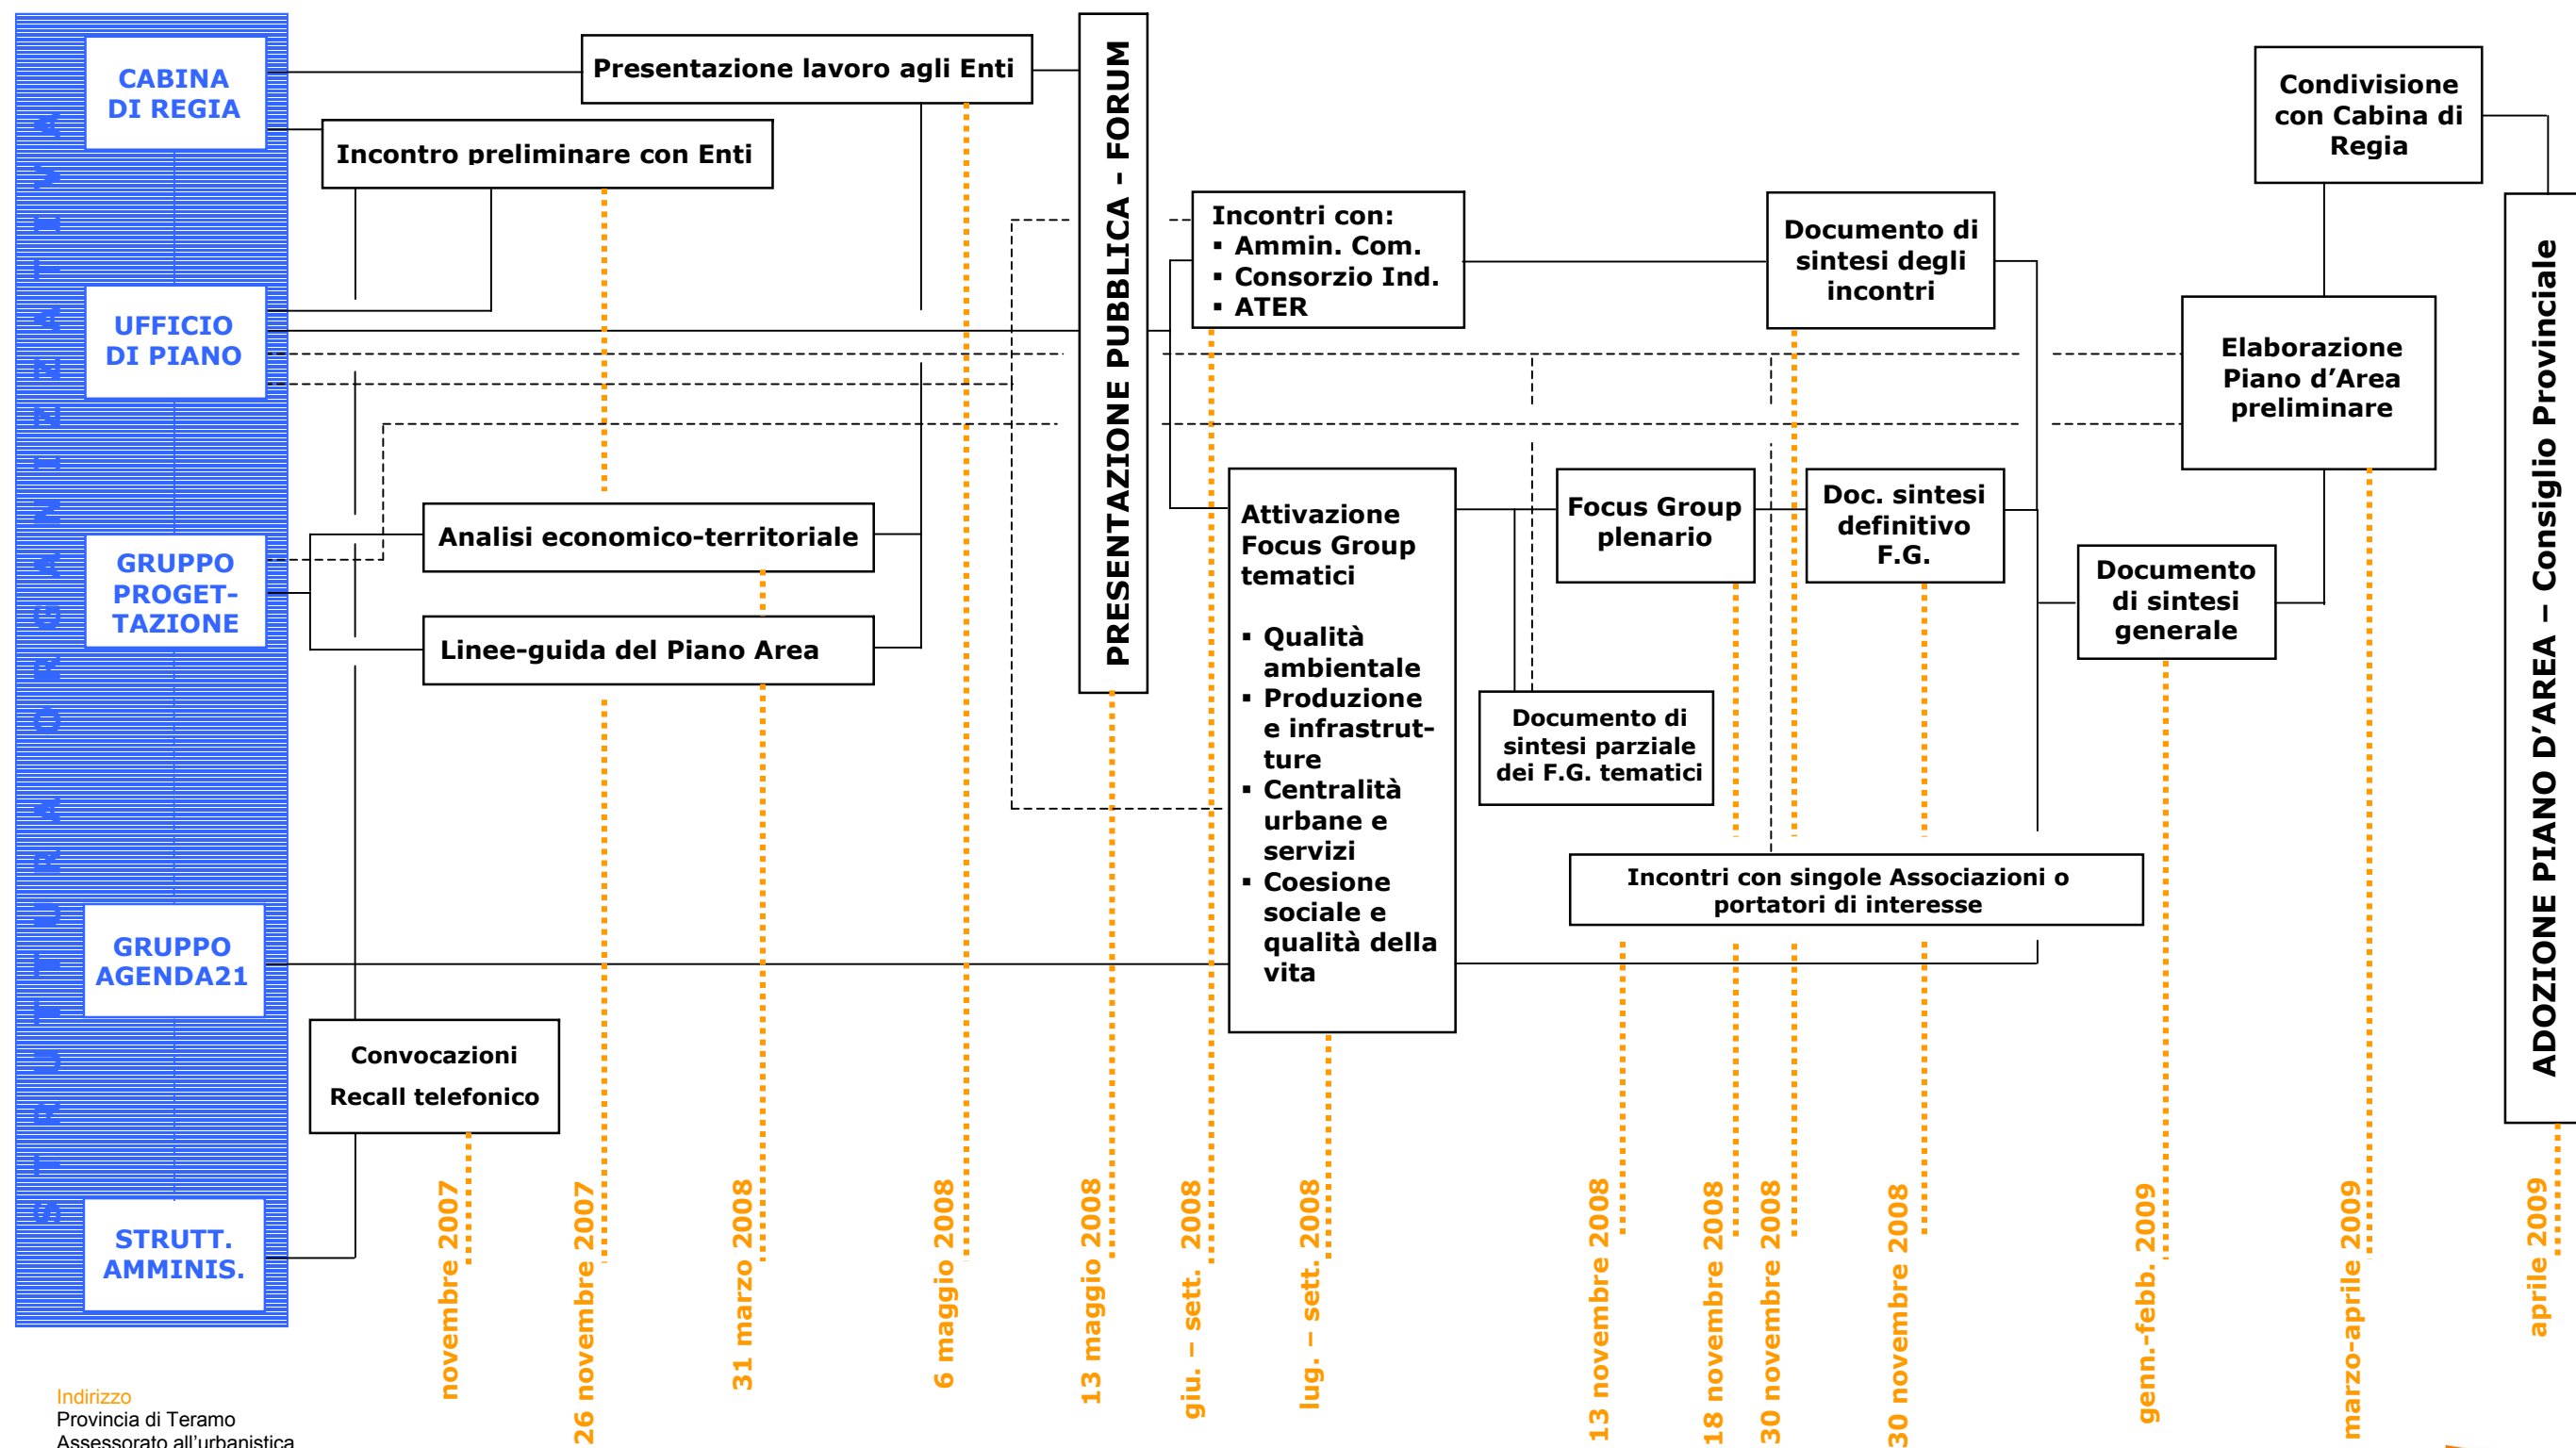 STRUTTURA ORGANIZZATIVA
CABINA
DI REGIA
UFFICIO
DI PIANO
GRUPPO
PROGET-
TAZIONE
GRUPPO
AGENDA21
STRUTT.
AMMINIS.
Presentazione lavoro agli Enti
Incontro preliminare con Enti
Analisi economico-territoriale
Linee-guida del Piano Area
Convocazioni
Recall telefonico
PRESENTAZIONE PUBBLICA - FORUM
Incontri con:
▪ Ammin. Com.
▪ Consorzio Ind.
▪ ATER
Attivazione
Focus Group
tematici
▪ Qualità
ambientale
▪ Produzione
e infrastrut-
ture
▪ Centralità
urbane e
servizi
▪ Coesione
sociale e
qualità della
vita
Documento di
sintesi degli
incontri
Focus Group
plenario
Doc. sintesi
definitivo
F.G.
Documento di
sintesi parziale
dei F.G. tematici
Incontri con singole Associazioni o
portatori di interesse
Documento
di sintesi
generale
Condivisione
con Cabina di
Regia
Elaborazione
Piano d’Area
preliminare
ADOZIONE PIANO D’AREA – Consiglio Provinciale
novembre 2007
26 novembre 2007
31 marzo 2008
6 maggio 2008
13 maggio 2008
giu. – sett. 2008
lug. – sett. 2008
13 novembre 2008
18 novembre 2008
30 novembre 2008
30 novembre 2008
genn.-febb. 2009
marzo-aprile 2009
aprile 2009
Indirizzo
Provincia di Teramo
Assessorato all’urbanistica